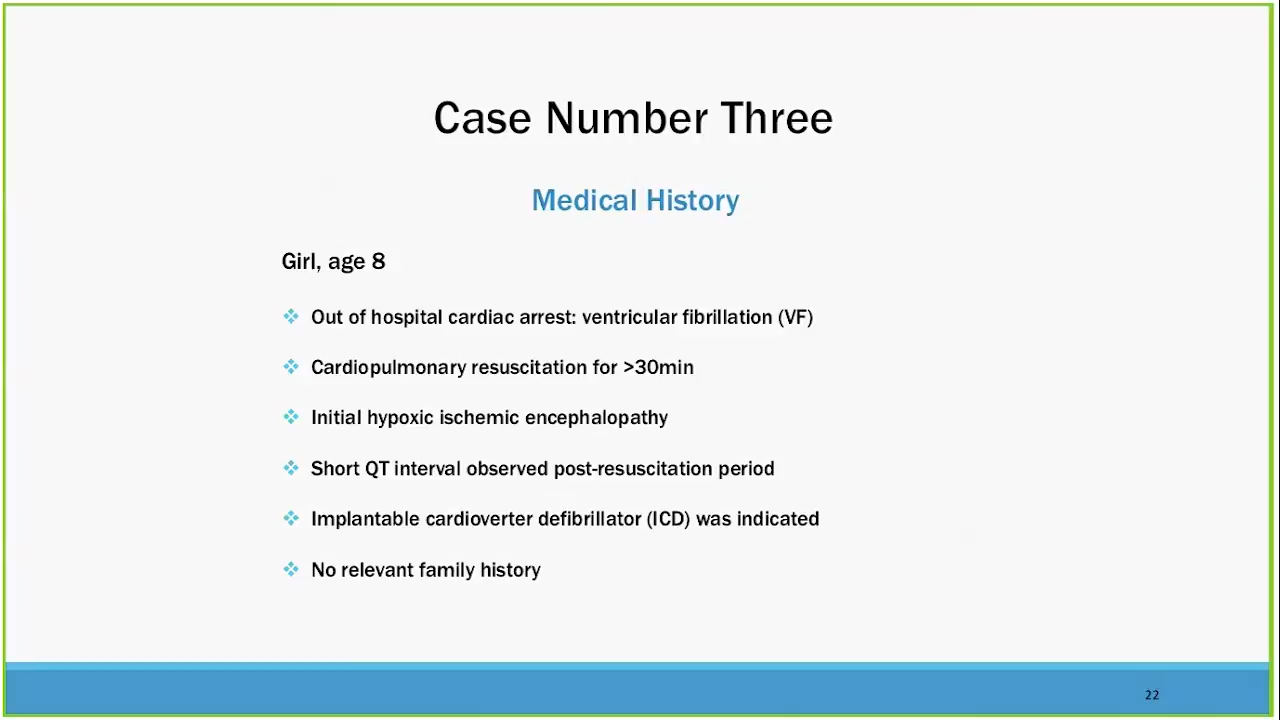 Case Number Three
Medical History
Girl, age 8
Out of hospital cardiac arrest: ventricular fibrillation (VF)
Cardiopulmonary resuscitation for >30min
Initial hypoxic ischemic encephalopathy
Short QT interval observed post-resuscitation period
Implantable cardioverter defibrillator (ICD) was indicated
No relevant family history
22